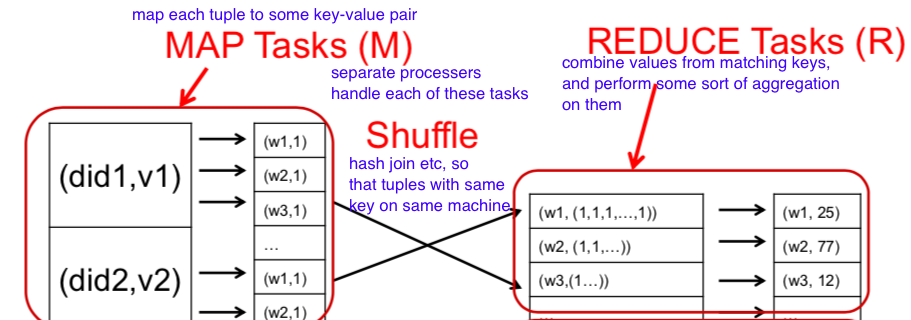 map each tuple to some key-value pair
MAP Tasks (M)
REDUCE Tasks (R)
combine values from matching keys,
and perform some sort of aggregation
on them
separate processers
handle each of these tasks
Shuffle
hash join etc, so
that tuples with same
key on same machine
(did1,v1)
(w1,1)
(w2,1)
(w3,1)
...
(did2,v2)
(w1,1)
(w2,1)
(w1, (1,1,1,...,1))
(w1, 25)
(w2, (1,1,...))
(w2, 77)
(w3,(1...))
(w3, 12)
...